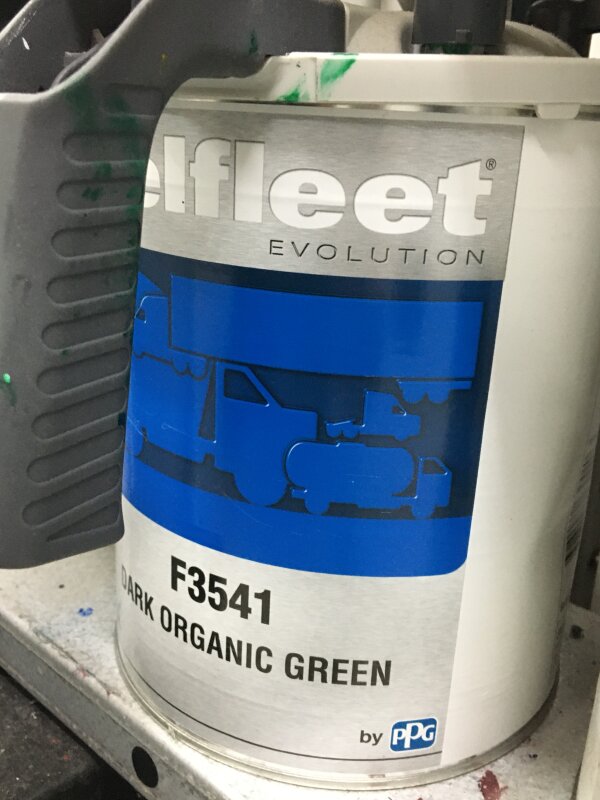 elfleet®
EVOLUTION
F3541
DARK ORGANIC GREEN
by PPG